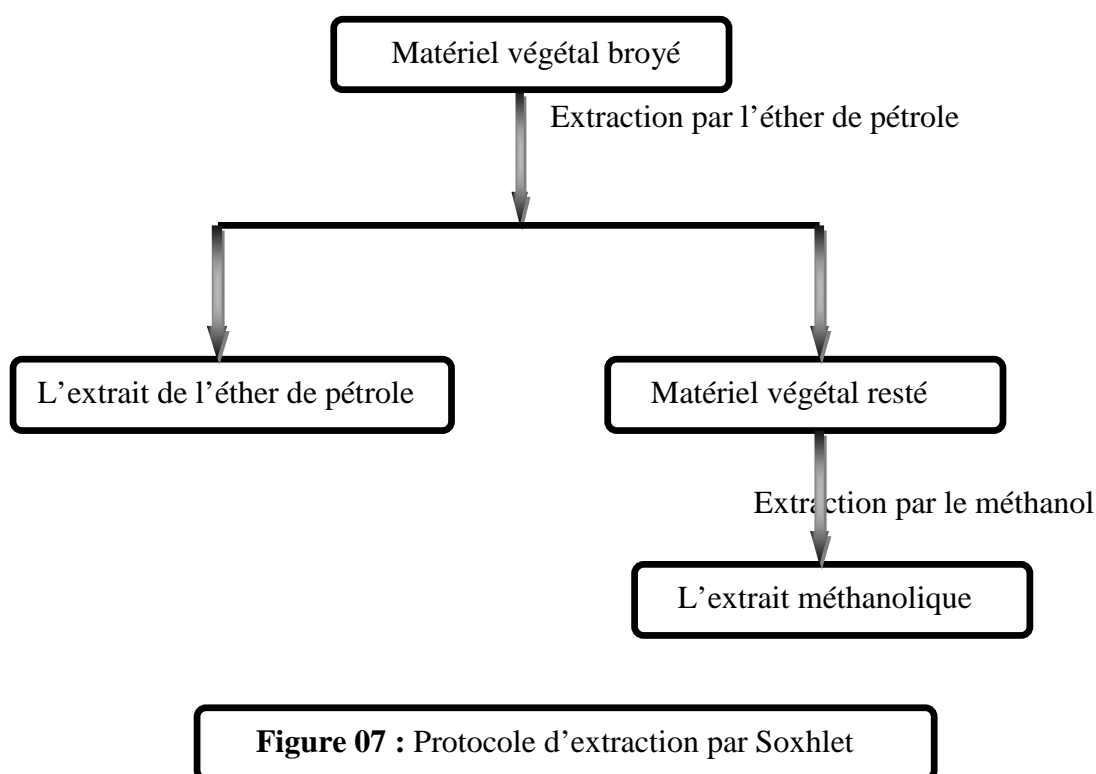 Matériel végétal broyé
Extraction par l’éther de pétrole
L’extrait de l’éther de pétrole
Matériel végétal resté
Extraction par le méthanol
L’extrait méthanolique
Figure 07 : Protocole d’extraction par Soxhlet